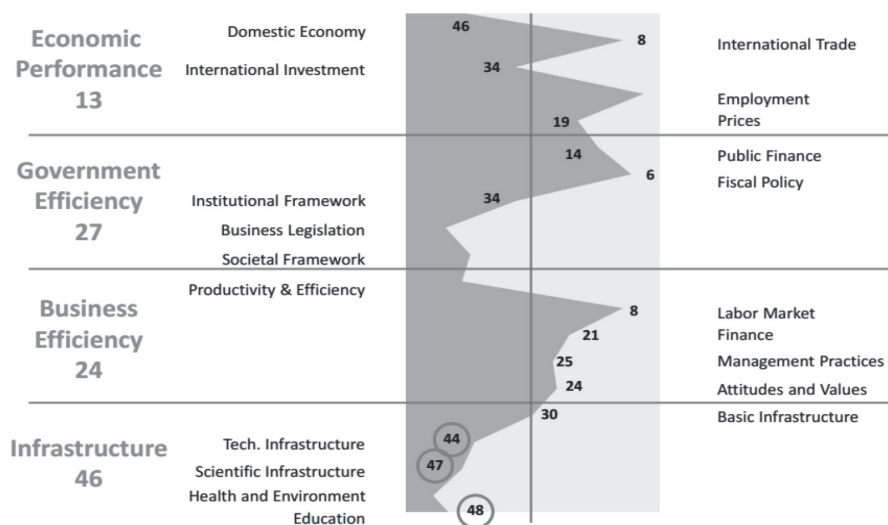 Economic
Performance
13
Domestic Economy
46
8
International Trade
International Investment
34
Employment
19
Prices
Government
Efficiency
27
14
Public Finance
6
Fiscal Policy
Institutional Framework
34
Business Legislation
Societal Framework
Business
Efficiency
24
Productivity & Efficiency
8
Labor Market
21
Finance
25
Management Practices
24
Attitudes and Values
Infrastructure
46
30
Basic Infrastructure
Tech. Infrastructure
44
Scientific Infrastructure
47
Health and Environment
Education
48